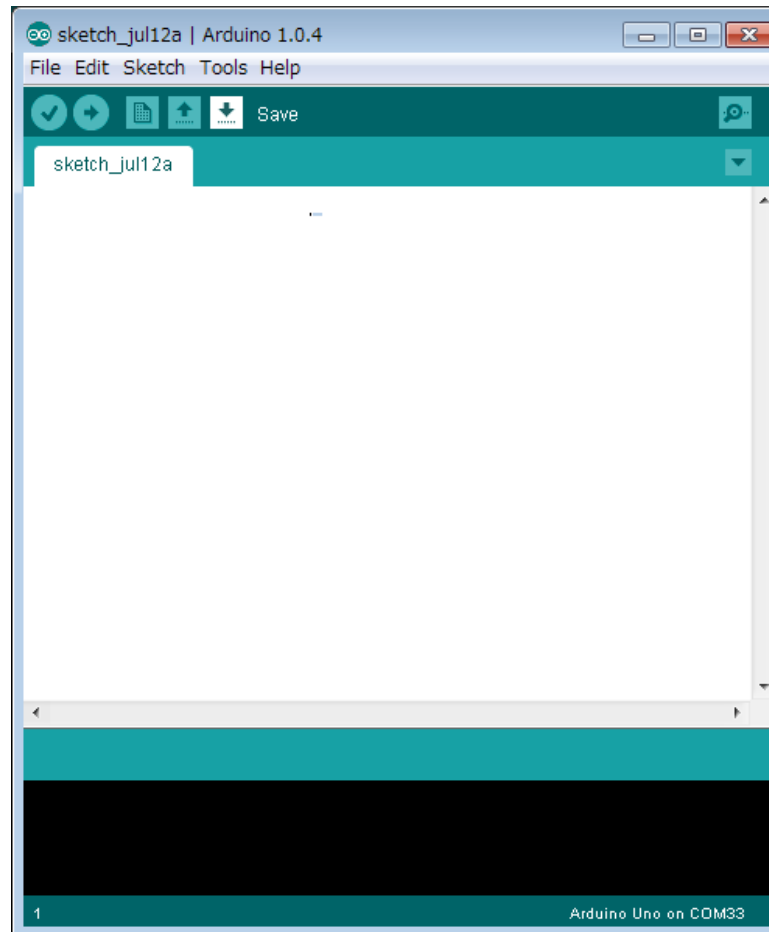 sketch_jul12a | Arduino 1.0.4
File Edit Sketch Tools Help
Save
sketch_jul12a
1 Arduino Uno on COM33